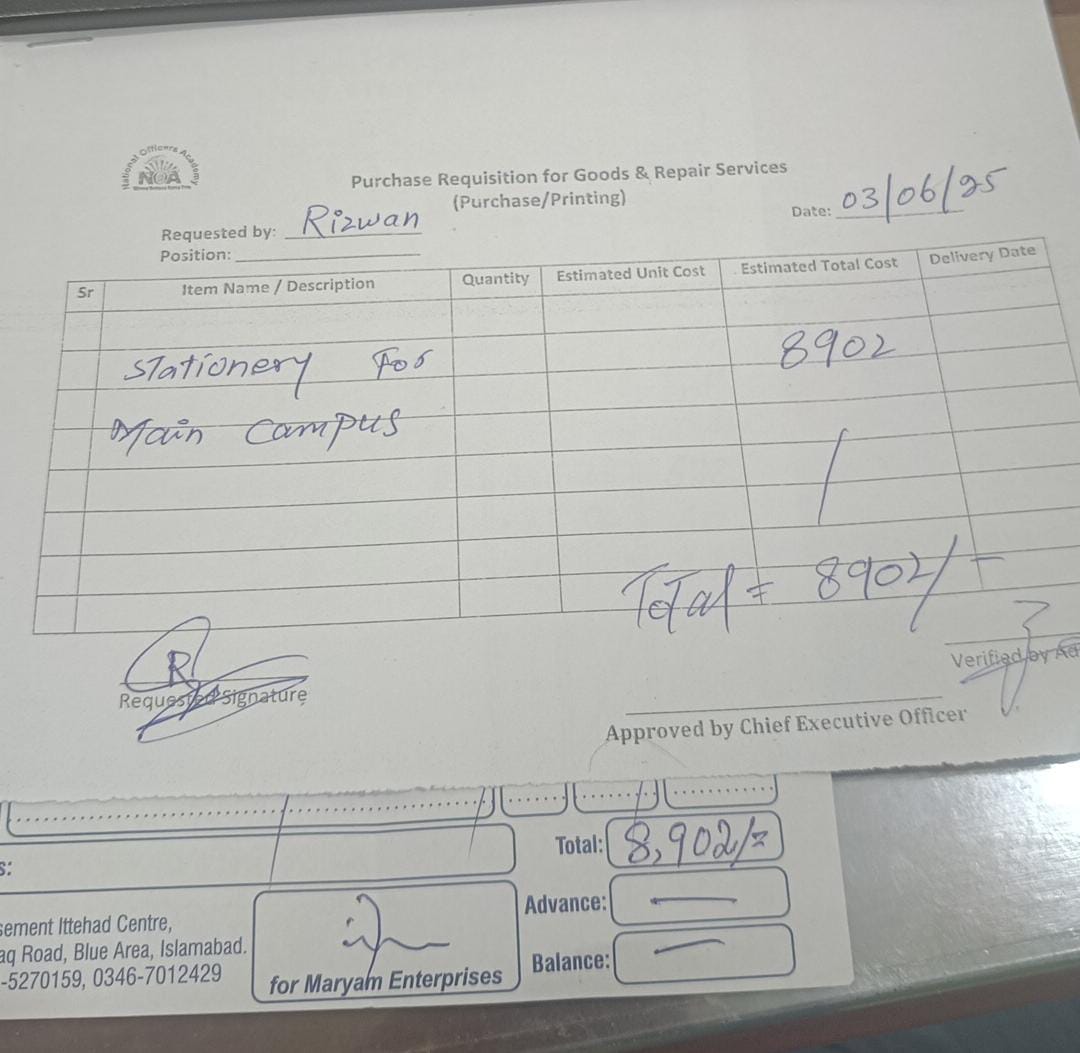 National Officers Academy
NOA
Purchase Requisition for Goods & Repair Services
(Purchase/Printing)
Date: 03/06/25
Requested by: Rizwan
Position:
Sr Item Name / Description Quantity Estimated Unit Cost Estimated Total Cost Delivery Date
Stationery For 8902
Main Campus
Total = 8902/-
Requested Signature
Verified by Ad
Approved by Chief Executive Officer
s:
Total: 8,902/=
Advance: —
Balance: —
sement Ittehad Centre,
aq Road, Blue Area, Islamabad.
-5270159, 0346-7012429
for Maryam Enterprises